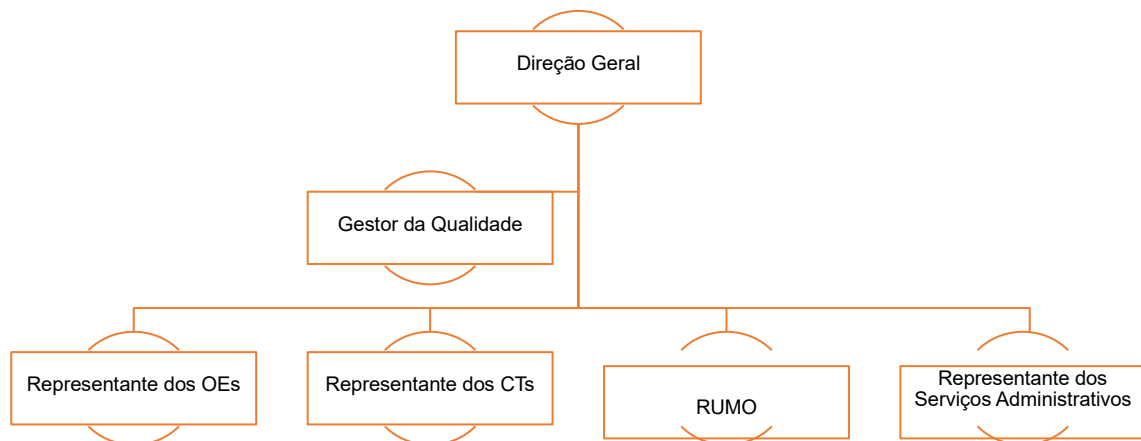 Direção Geral
Gestor da Qualidade
Representante dos OEs
Representante dos CTs
RUMO
Representante dos
Serviços Administrativos